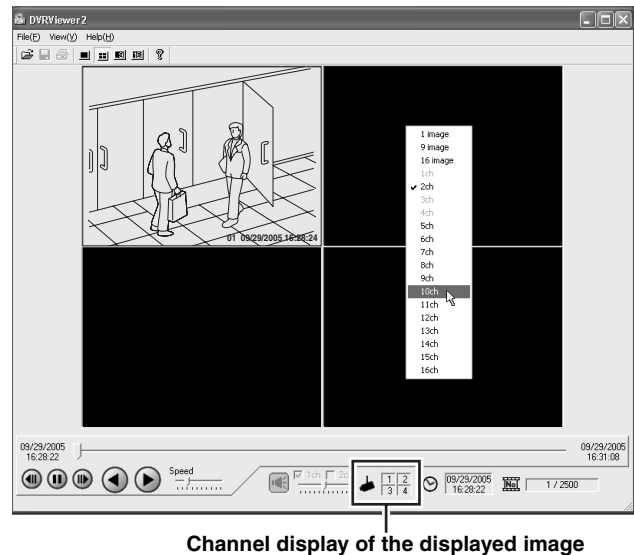 DVRViewer2
File(F) View(V) Help(H)
1 image
9 image
16 image
1ch
✓ 2ch
3ch
4ch
5ch
6ch
7ch
8ch
9ch
10ch
11ch
12ch
13ch
14ch
15ch
16ch
01 09/29/2005 16:28:24
09/29/2005
16:28:22
09/29/2005
16:31:08
Speed
1ch
1 2
3 4
09/29/2005
16:28:22
No
1 / 2500
Channel display of the displayed image